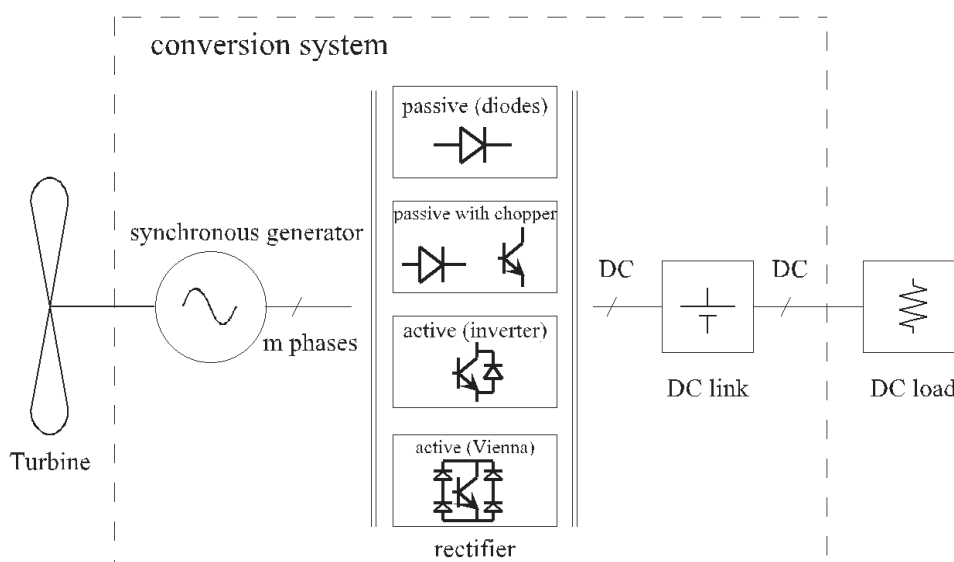 conversion system
passive (diodes)
passive with chopper
synchronous generator
DC
DC
m phases
active (inverter)
DC link
DC load
Turbine
active (Vienna)
rectifier